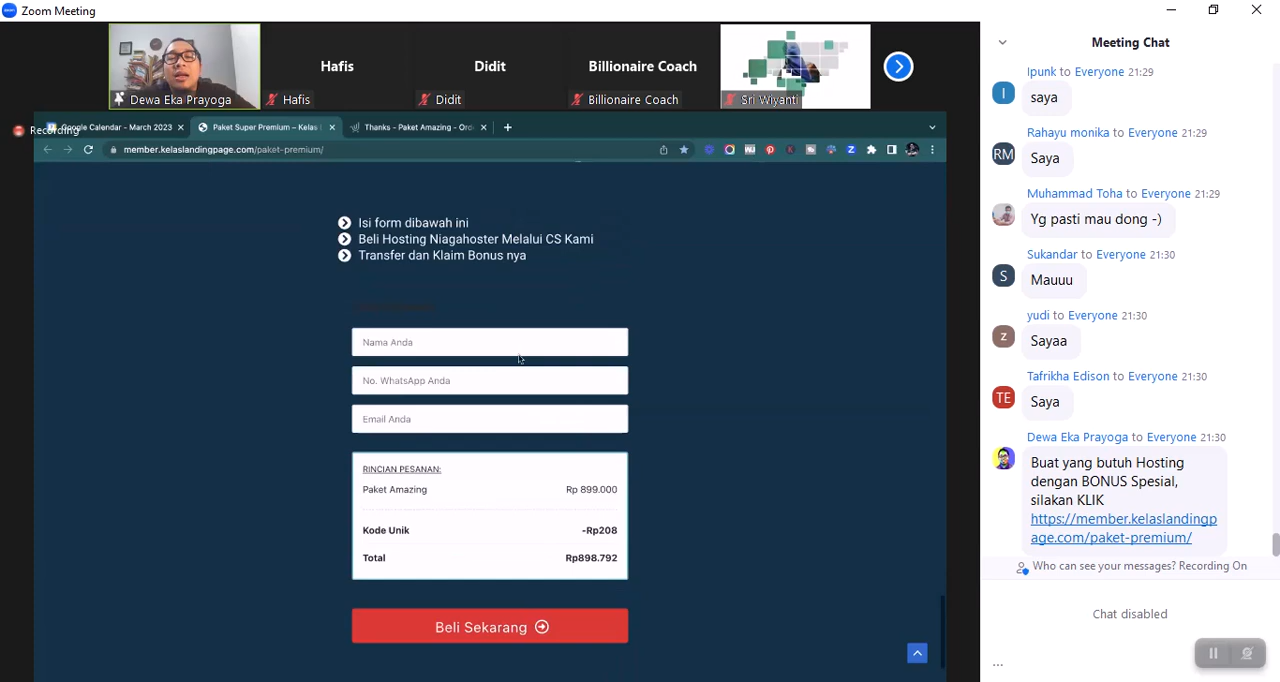 Zoom Meeting
Hafis
Didit
Billionaire Coach
Dewa Eka Prayoga
Hafis
Didit
Billionaire Coach
Sri Wiyanti
Recording
Google Calendar - March 2023
Paket Super Premium – Kelas
Thanks - Paket Amazing - Ord
member.kelaslandingpage.com/paket-premium/
Isi form dibawah ini
Beli Hosting Niagahoster Melalui CS Kami
Transfer dan Klaim Bonus nya
Nama Anda
No. WhatsApp Anda
Email Anda
RINCIAN PESANAN:
Paket Amazing Rp 899.000
Kode Unik -Rp208
Total Rp898.792
Beli Sekarang
Meeting Chat
Ipunk to Everyone 21:29
I
saya
Rahayu monika to Everyone 21:29
RM
Saya
Muhammad Toha to Everyone 21:29
Yg pasti mau dong -)
Sukandar to Everyone 21:30
S
Mauuu
yudi to Everyone 21:30
z
Sayaa
Tafrikha Edison to Everyone 21:30
TE
Saya
Dewa Eka Prayoga to Everyone 21:30
Buat yang butuh Hosting
dengan BONUS Spesial,
silakan KLIK
https://member.kelaslandingp
age.com/paket-premium/
Who can see your messages? Recording On
Chat disabled
...